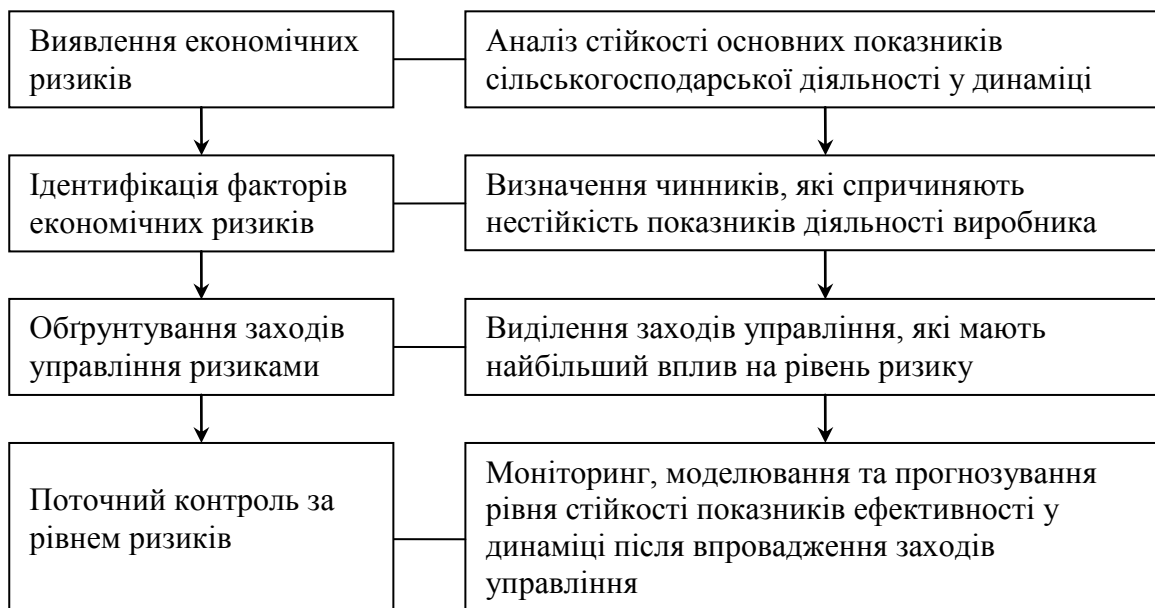 Виявлення економічних
ризиків
Аналіз стійкості основних показників
сільськогосподарської діяльності у динаміці
Ідентифікація факторів
економічних ризиків
Визначення чинників, які спричиняють
нестійкість показників діяльності виробника
Обґрунтування заходів
управління ризиками
Виділення заходів управління, які мають
найбільший вплив на рівень ризику
Поточний контроль за
рівнем ризиків
Моніторинг, моделювання та прогнозування
рівня стійкості показників ефективності у
динаміці після впровадження заходів
управління